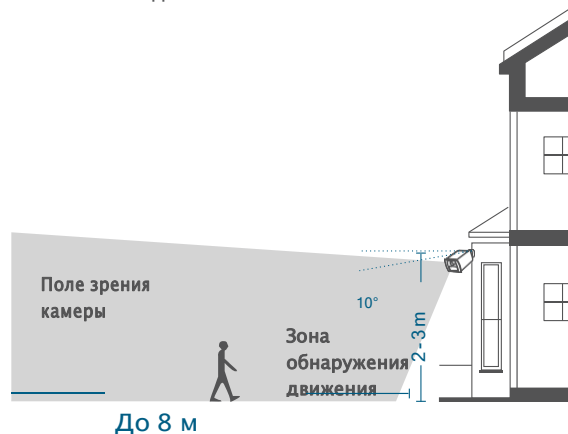 Поле зрения
камеры
10°
2-3m
Зона
обнаружения
движения
До 8 м